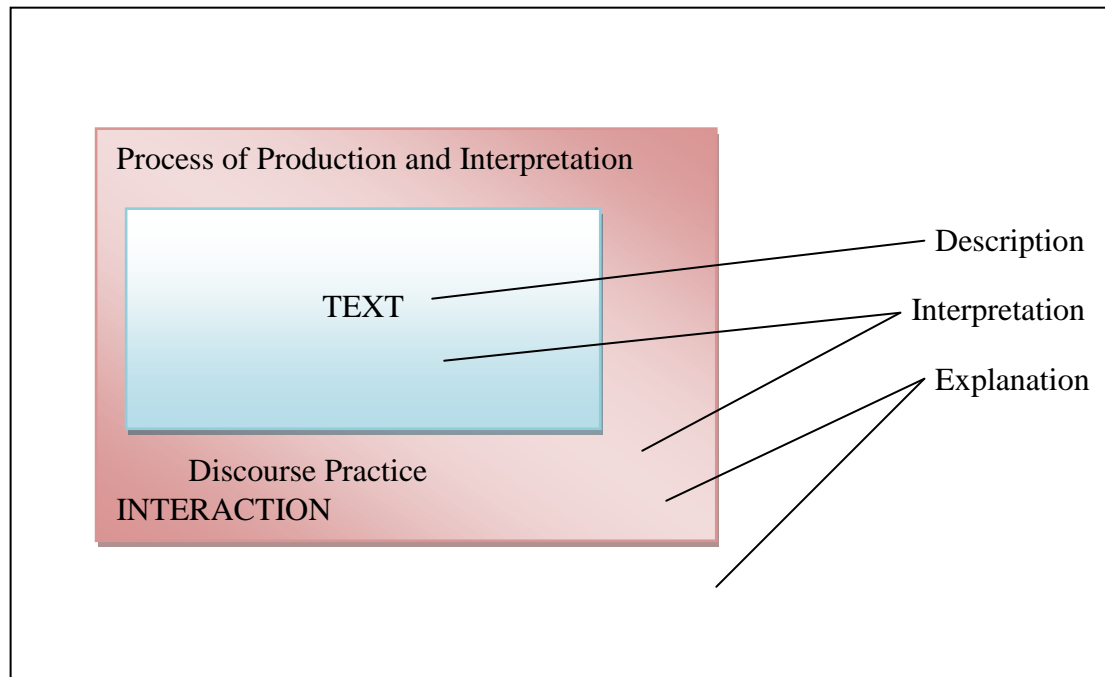 Process of Production and Interpretation
Description
TEXT
Interpretation
Explanation
Discourse Practice
INTERACTION